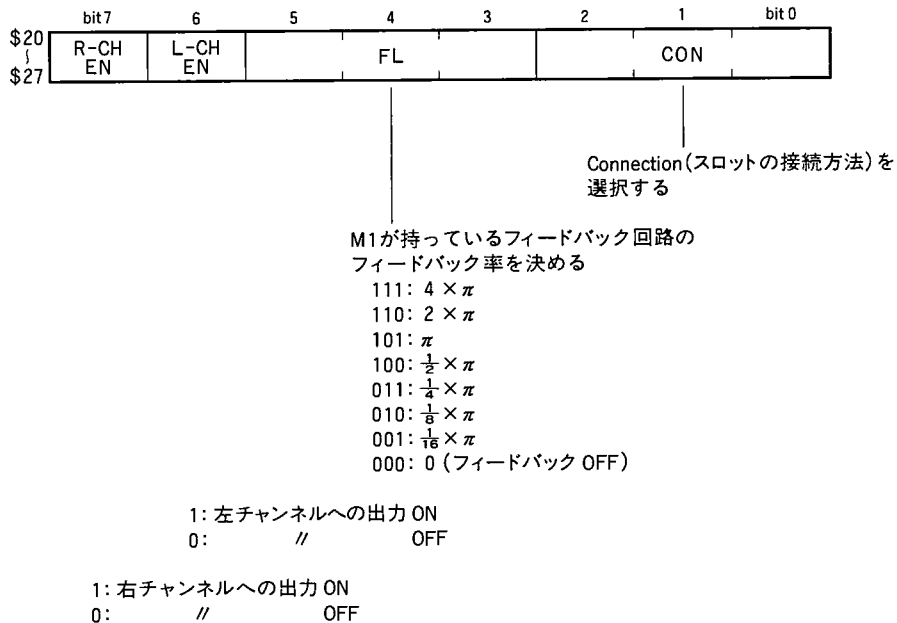 bit7 6 5 4 3 2 1 bit 0
$20
〜
$27
R-CH
EN
L-CH
EN
FL
CON
Connection(スロットの接続方法)を
選択する
M1が持っているフィードバック回路の
フィードバック率を決める
111: 4 × π
110: 2 × π
101: π
100: 1/2 × π
011: 1/4 × π
010: 1/8 × π
001: 1/16 × π
000: 0 (フィードバック OFF)
1: 左チャンネルへの出力 ON
0: 〃 OFF
1: 右チャンネルへの出力 ON
0: 〃 OFF